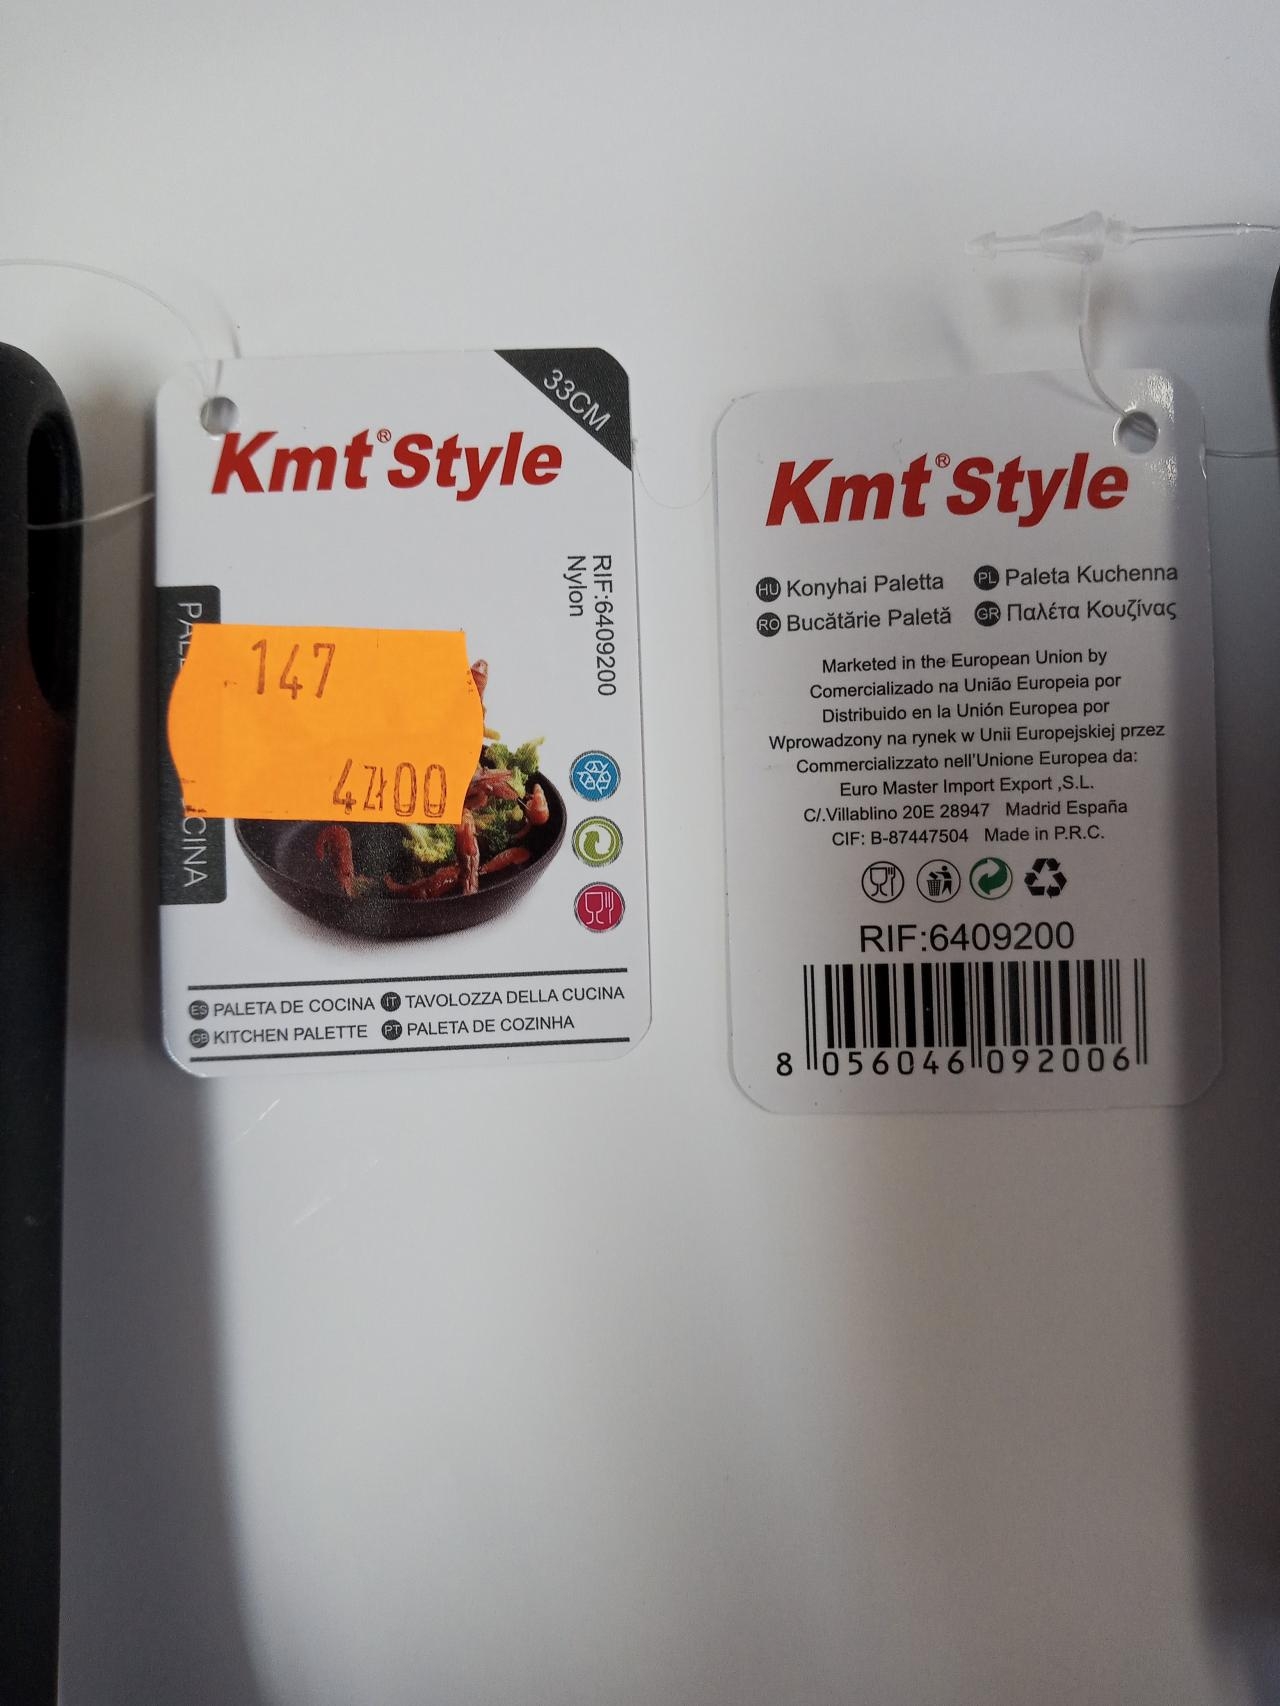 33CM
Kmt® Style
RIF:6409200
Nylon
147
4zł00
ES PALETA DE COCINA IT TAVOLOZZA DELLA CUCINA
GB KITCHEN PALETTE PT PALETA DE COZINHA
Kmt® Style
HU Konyhai Paletta PL Paleta Kuchenna
RO Bucătărie Paletă GR Παλέτα Κουζίνας
Marketed in the European Union by
Comercializado na União Europeia por
Distribuido en la Unión Europea por
Wprowadzony na rynek w Unii Europejskiej przez
Commercializzato nell'Unione Europea da:
Euro Master Import Export ,S.L.
C/.Villablino 20E 28947 Madrid España
CIF: B-87447504 Made in P.R.C.
RIF:6409200
8 056046 092006